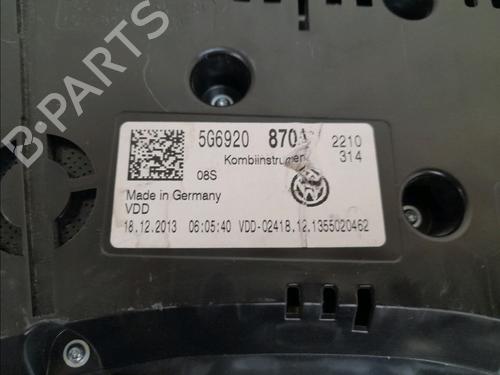 5G6920 870 2210
Kombiinstrument 314
08S
Made in Germany
VDD
18.12.2013 06:05:40 VDD-02418.12.1355020462
B-PARTS